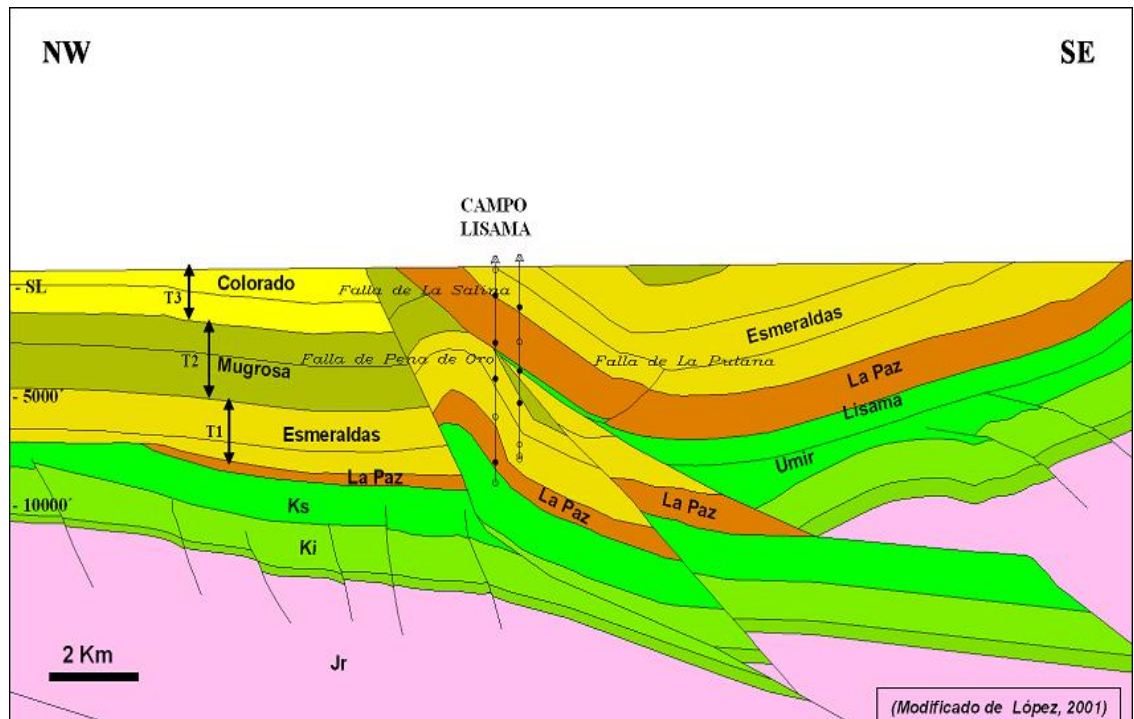 NW
SE
CAMPO
LISAMA
- SL
T3
Colorado
Falla de La Salina
T2
Mugrosa
Falla de Pena de Oro
Falla de La Putana
Esmeraldas
La Paz
Lisama
Umir
- 5000´
T1
Esmeraldas
La Paz
La Paz
La Paz
- 10000´
Ks
Ki
2 Km
Jr
(Modificado de López, 2001)